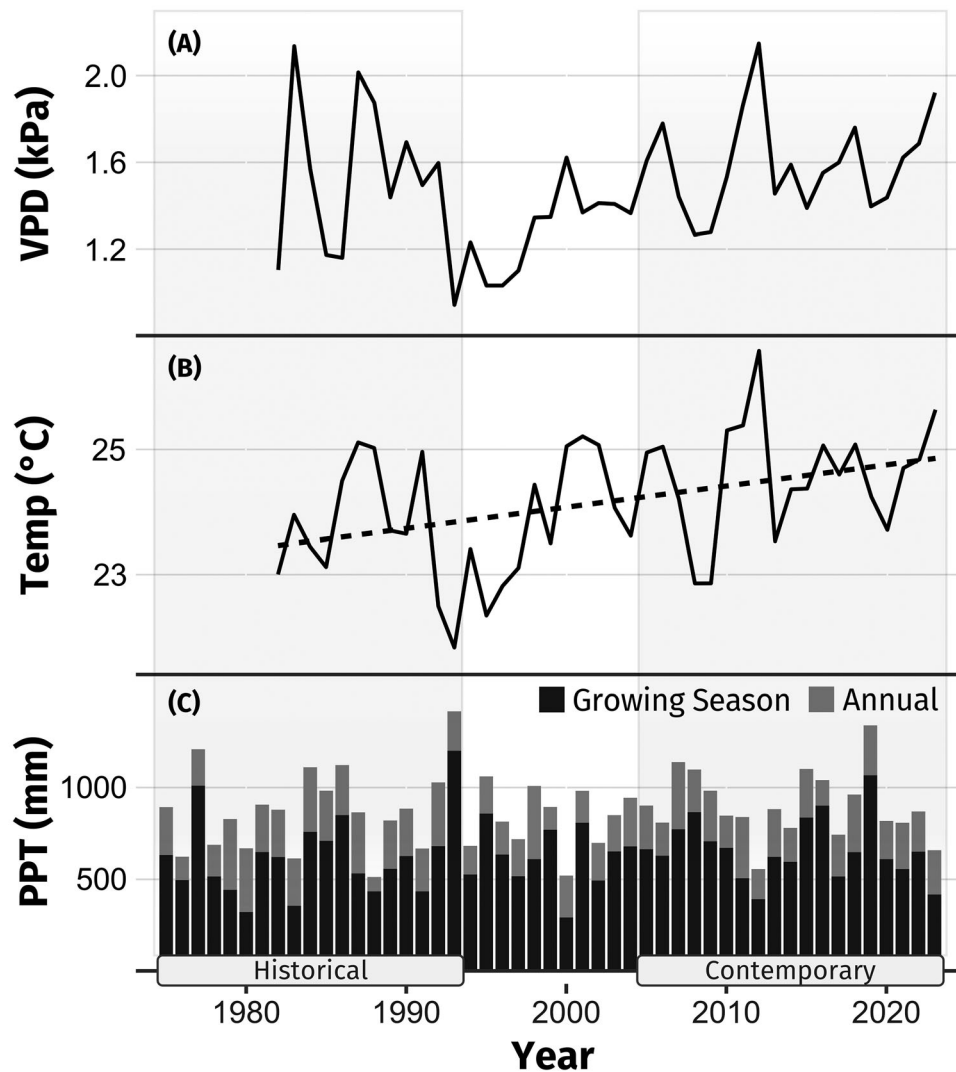 (A)
VPD (kPa)
2.0
1.6
1.2
(B)
Temp (°C)
25
23
(C)
Growing Season Annual
PPT (mm)
1000
500
Historical Contemporary
1980 1990 2000 2010 2020
Year